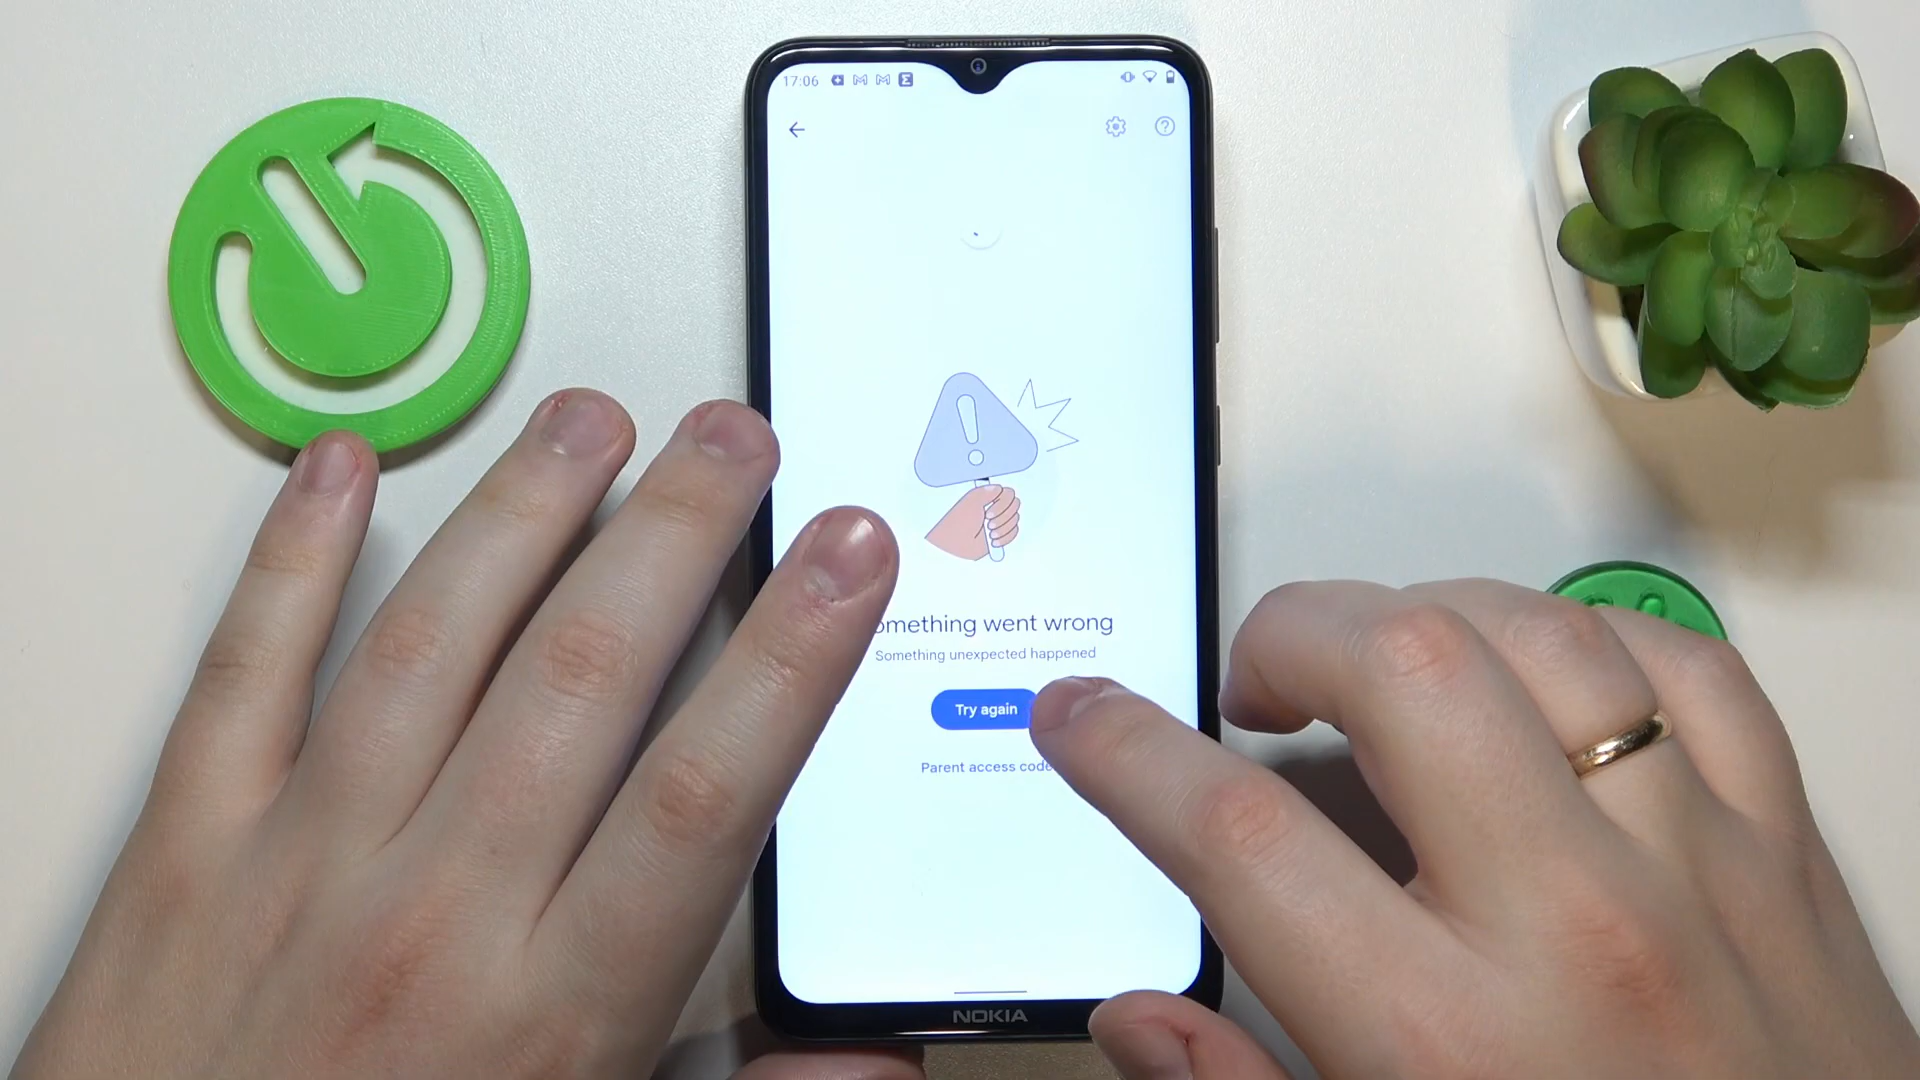 17:06
omething went wrong
Something unexpected happened
Try again
Parent access code
NOKIA